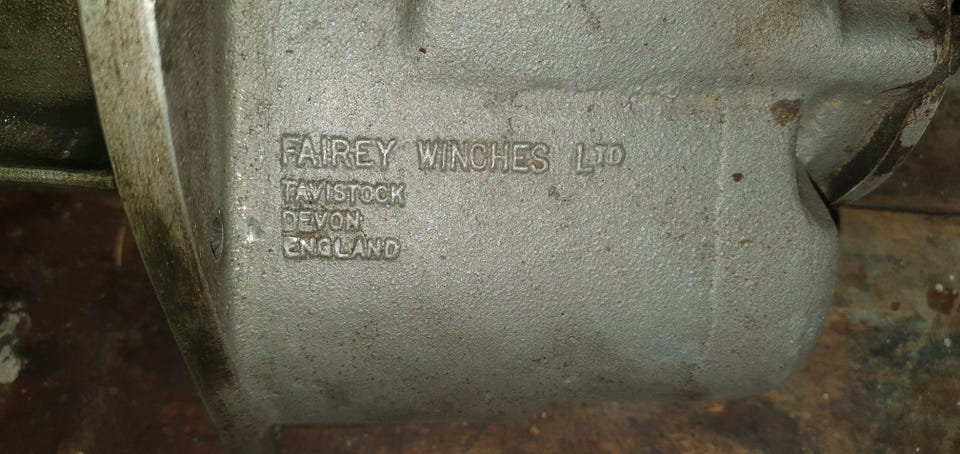 FAIREY WINCHES LTD
TAVISTOCK
DEVON
ENGLAND